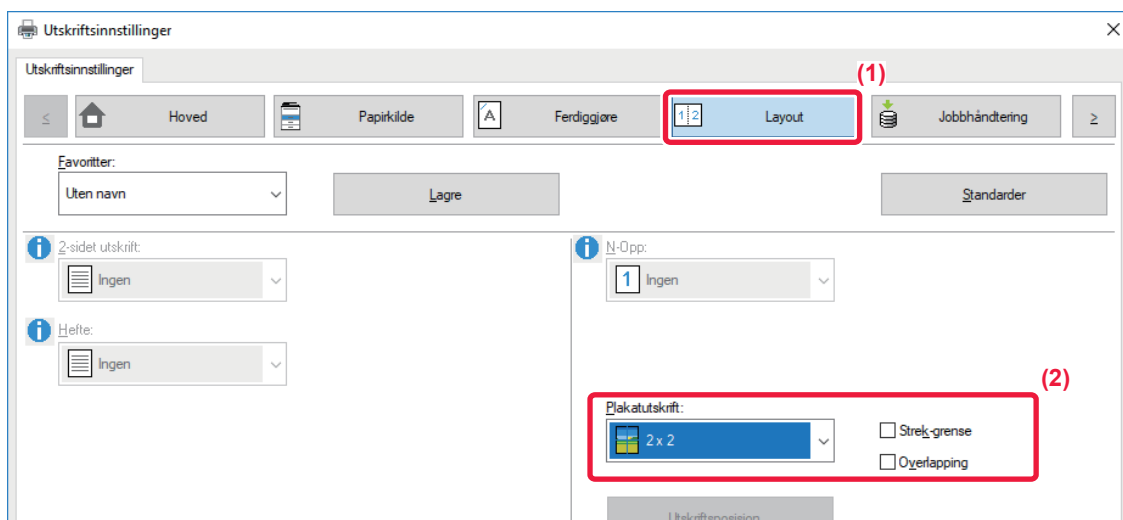 Utskriftsinnstillinger
Utskriftsinnstillinger
(1)
< Hoved Papirkilde A Ferdiggjøre 1 2 Layout Jobbhåndtering >
Favoritter:
Uten navn Lagre Standarder
2-sidet utskrift: N-Opp:
Ingen 1 Ingen
Hefte:
Ingen
(2)
Plakatutskrift:
2 x 2 Strek-grense
Overlapping
Utskriftsposisjon